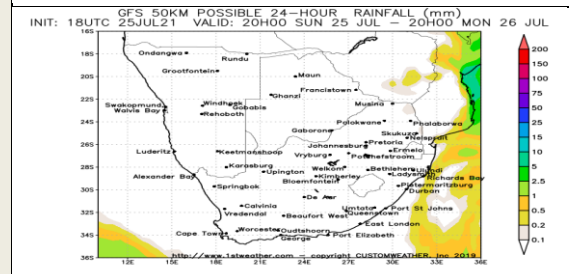 GFS 50KM POSSIBLE 24-HOUR RAINFALL (mm)
INIT: 18UTC 25JUL21 VALID: 20H00 SUN 25 JUL - 20H00 MON 26 JUL
16S
Ondangwa
Rundu
18S
Grootfontein
Maun
20S
Francistown
Ghanzi
22S
Musina
Windhoek
Gobabis
Swakopmund
Walvis Bay
Rehoboth
Polokwane
Phalaborwa
24S
Gaborone
Skukuza
Nelspruit
Pretoria
Johannesburg
26S
Luderitz
Keetmanshoop
Vryburg
Potchefstroom
Ermelo
Karasburg
Upington
Welkom
Bethlehem
Ulundi
28S
Alexander Bay
Kimberley
Ladysmith
Richards Bay
Bloemfontein
Pietermaritzburg
Springbok
Durban
30S
De Aar
Calvinia
Umtata
Port St Johns
Vredendal
Beaufort West
Queenstown
32S
East London
Worcester
Oudtshoorn
Cape Town
George
Port Elizabeth
34S
http://www.1stweather.com - copyright CUSTOMWEATHER, Inc 2019
36S
12E 15E 18E 21E 24E 27E 30E 33E 36E
200
150
100
75
50
25
15
10
5
2.5
1
0.5
0.2
0.1